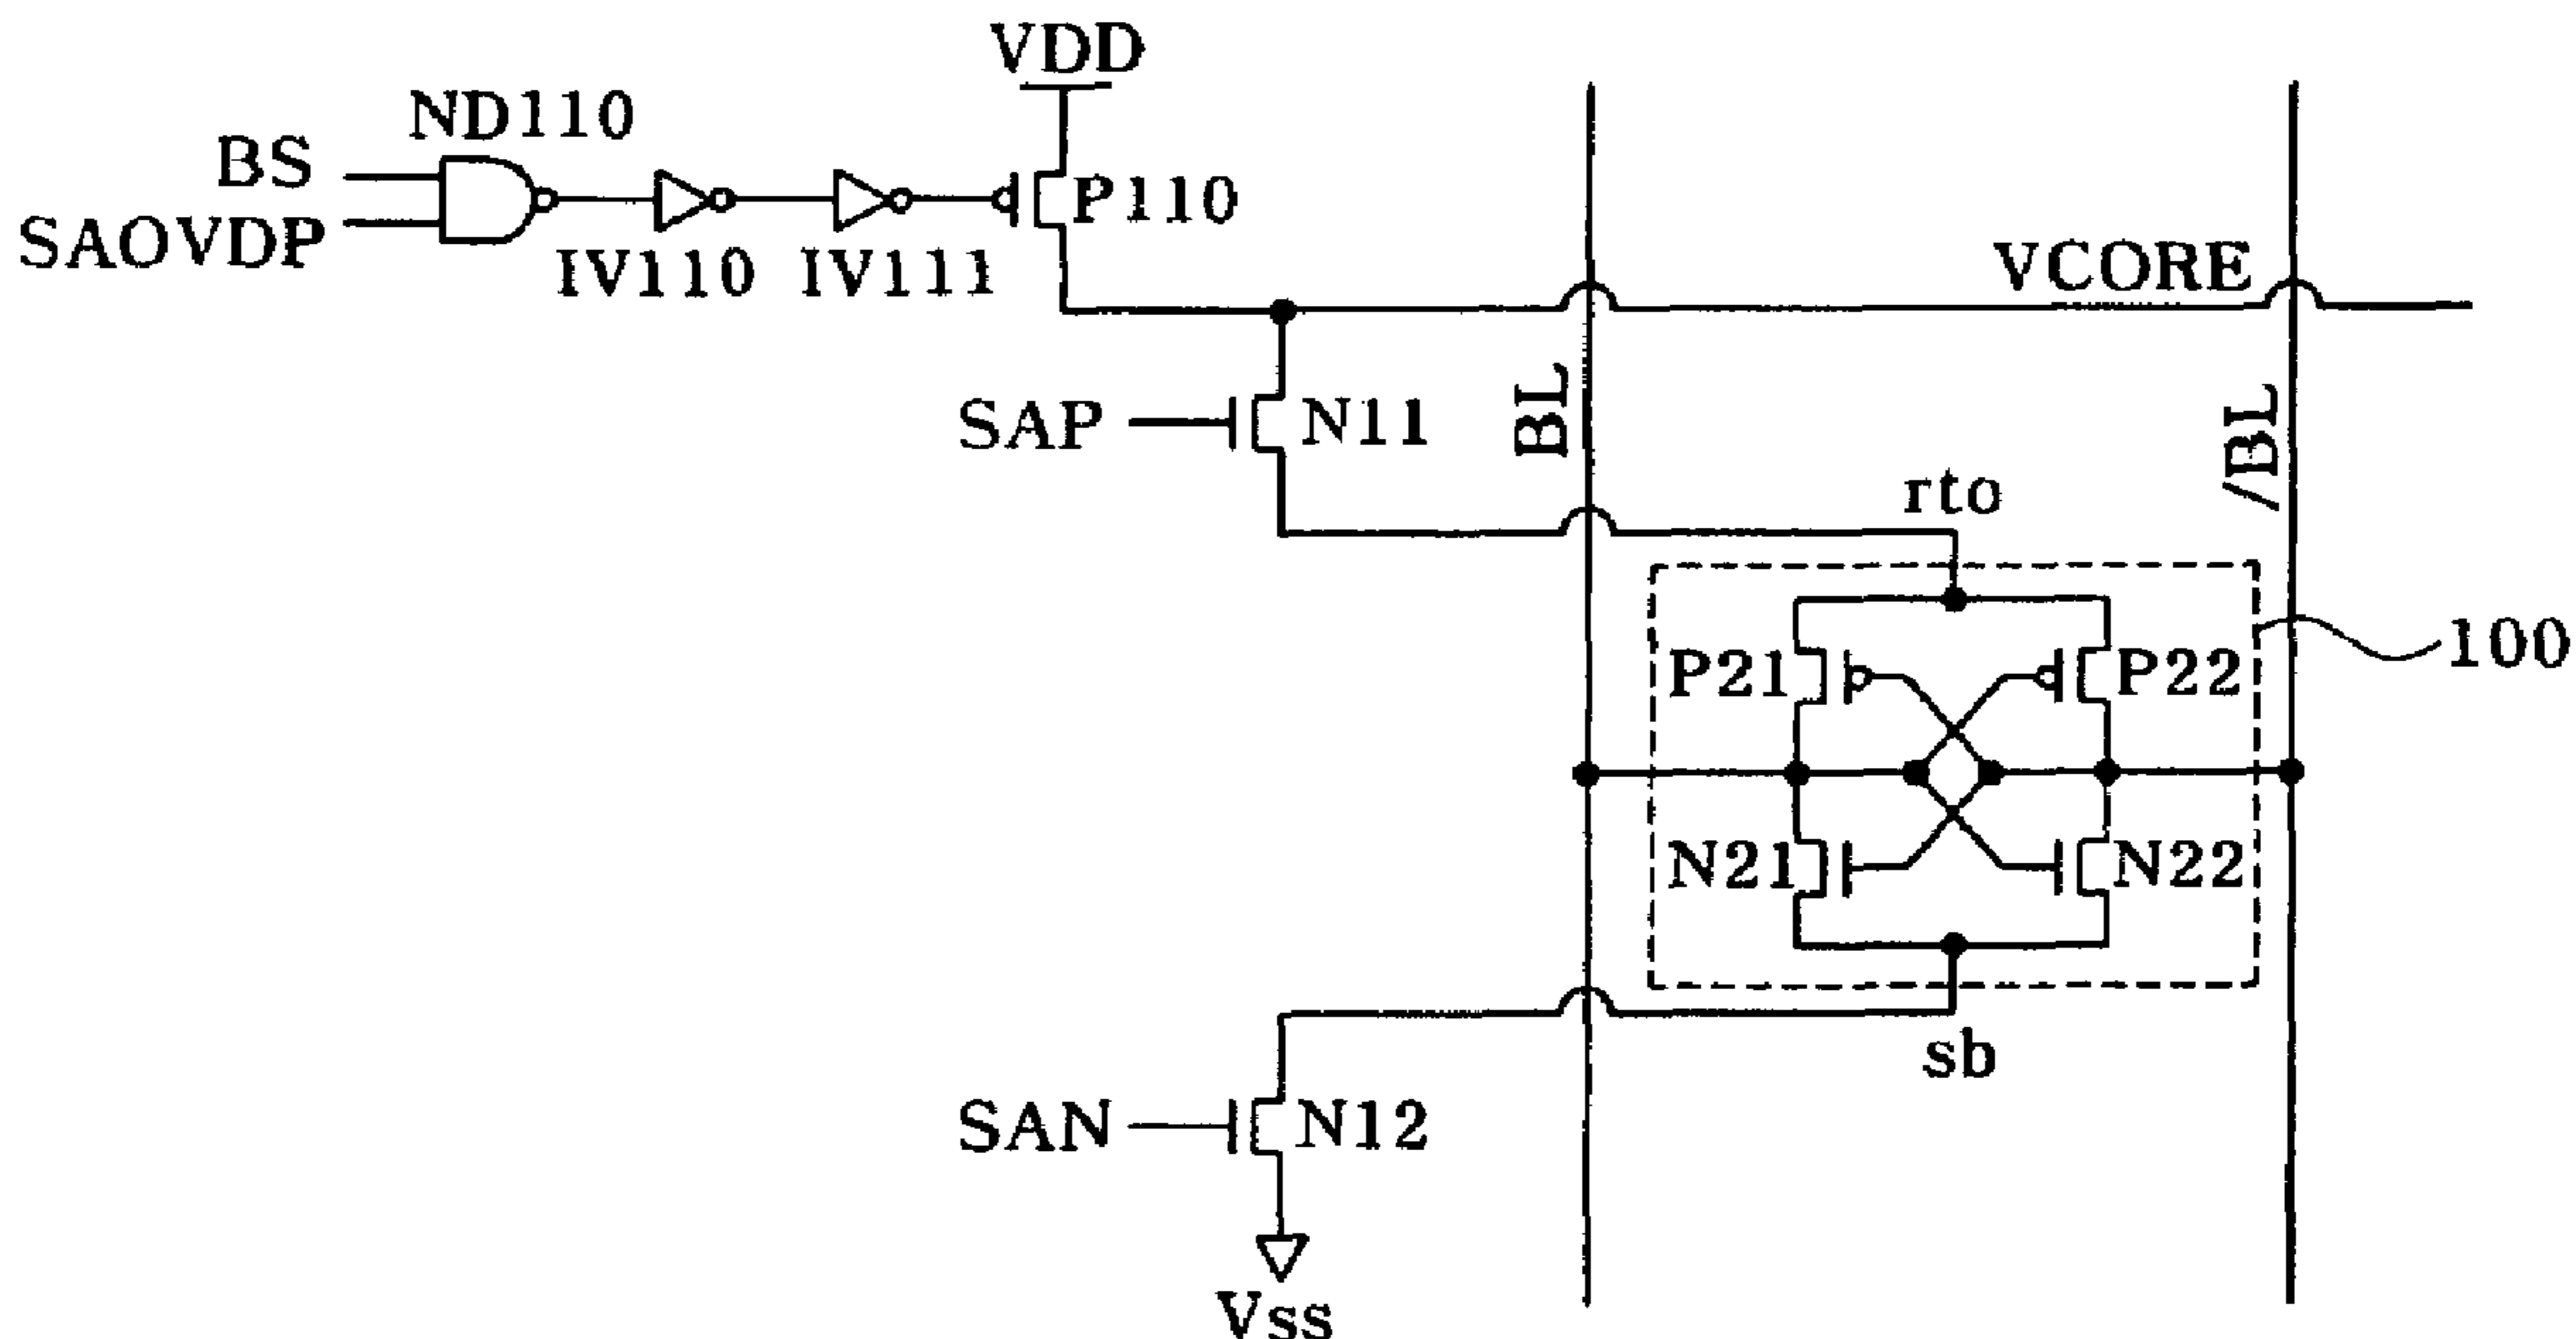 VDD
ND110
BS
SAOVDP
P110
IV110
IV111
VCORE
SAP
N11
BL
/BL
rto
P21
P22
100
N21
N22
sb
SAN
N12
Vss